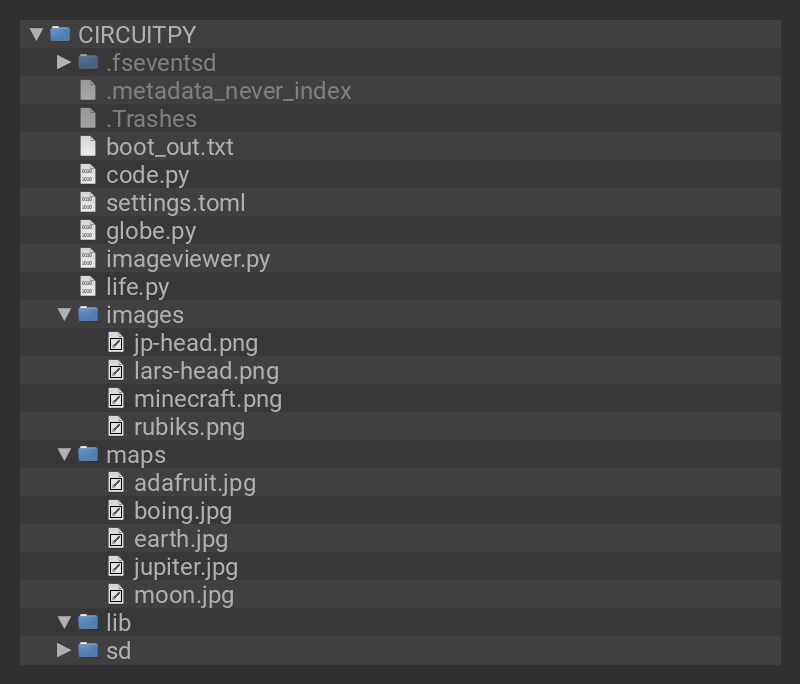 CIRCUITPY
.fseventsd
.metadata_never_index
.Trashes
boot_out.txt
code.py
settings.toml
globe.py
imageviewer.py
life.py
images
jp-head.png
lars-head.png
minecraft.png
rubiks.png
maps
adafruit.jpg
boing.jpg
earth.jpg
jupiter.jpg
moon.jpg
lib
sd